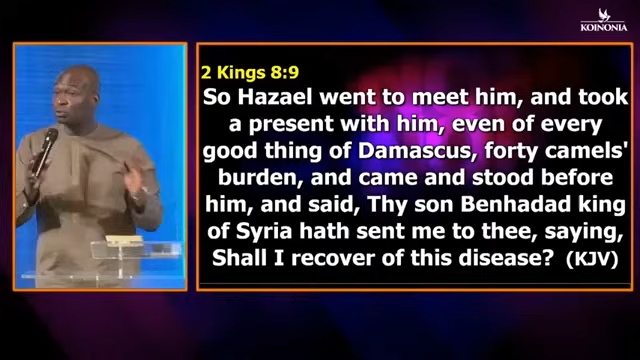 KOINONIA
2 Kings 8:9
So Hazael went to meet him, and took
a present with him, even of every
good thing of Damascus, forty camels'
burden, and came and stood before
him, and said, Thy son Benhadad king
of Syria hath sent me to thee, saying,
Shall I recover of this disease? (KJV)